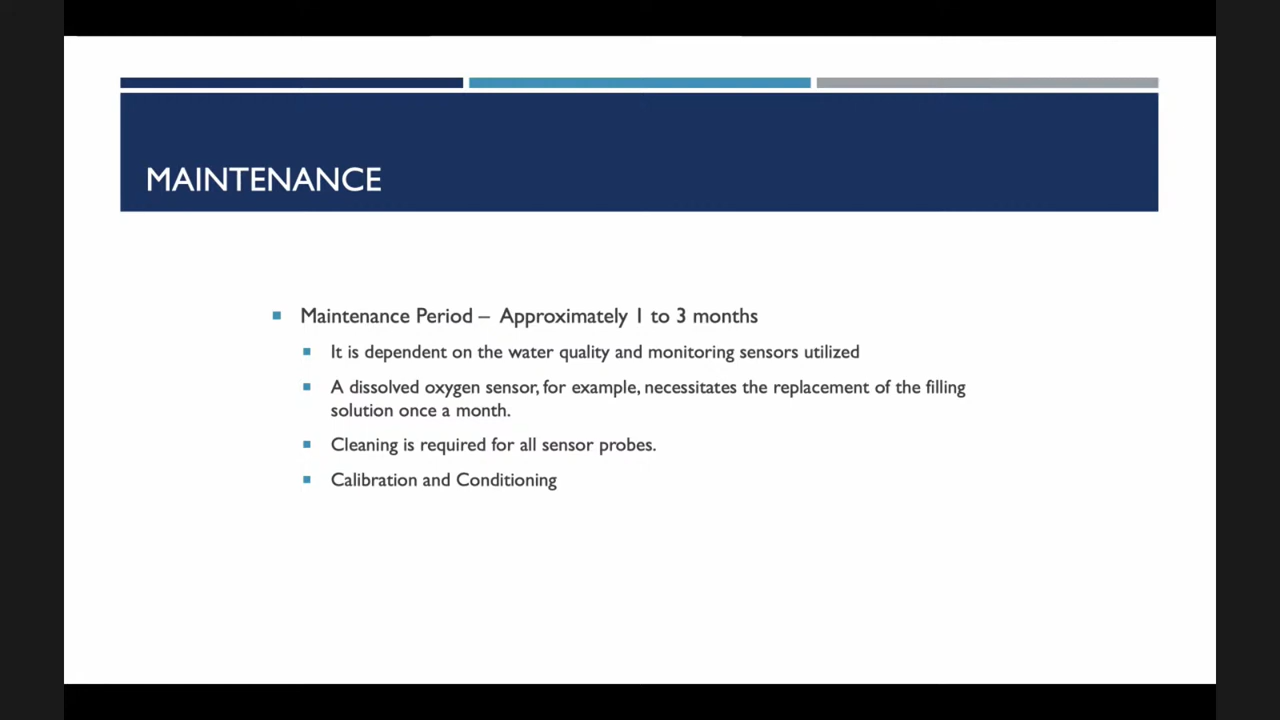 MAINTENANCE
Maintenance Period – Approximately 1 to 3 months
It is dependent on the water quality and monitoring sensors utilized
A dissolved oxygen sensor, for example, necessitates the replacement of the filling
solution once a month.
Cleaning is required for all sensor probes.
Calibration and Conditioning